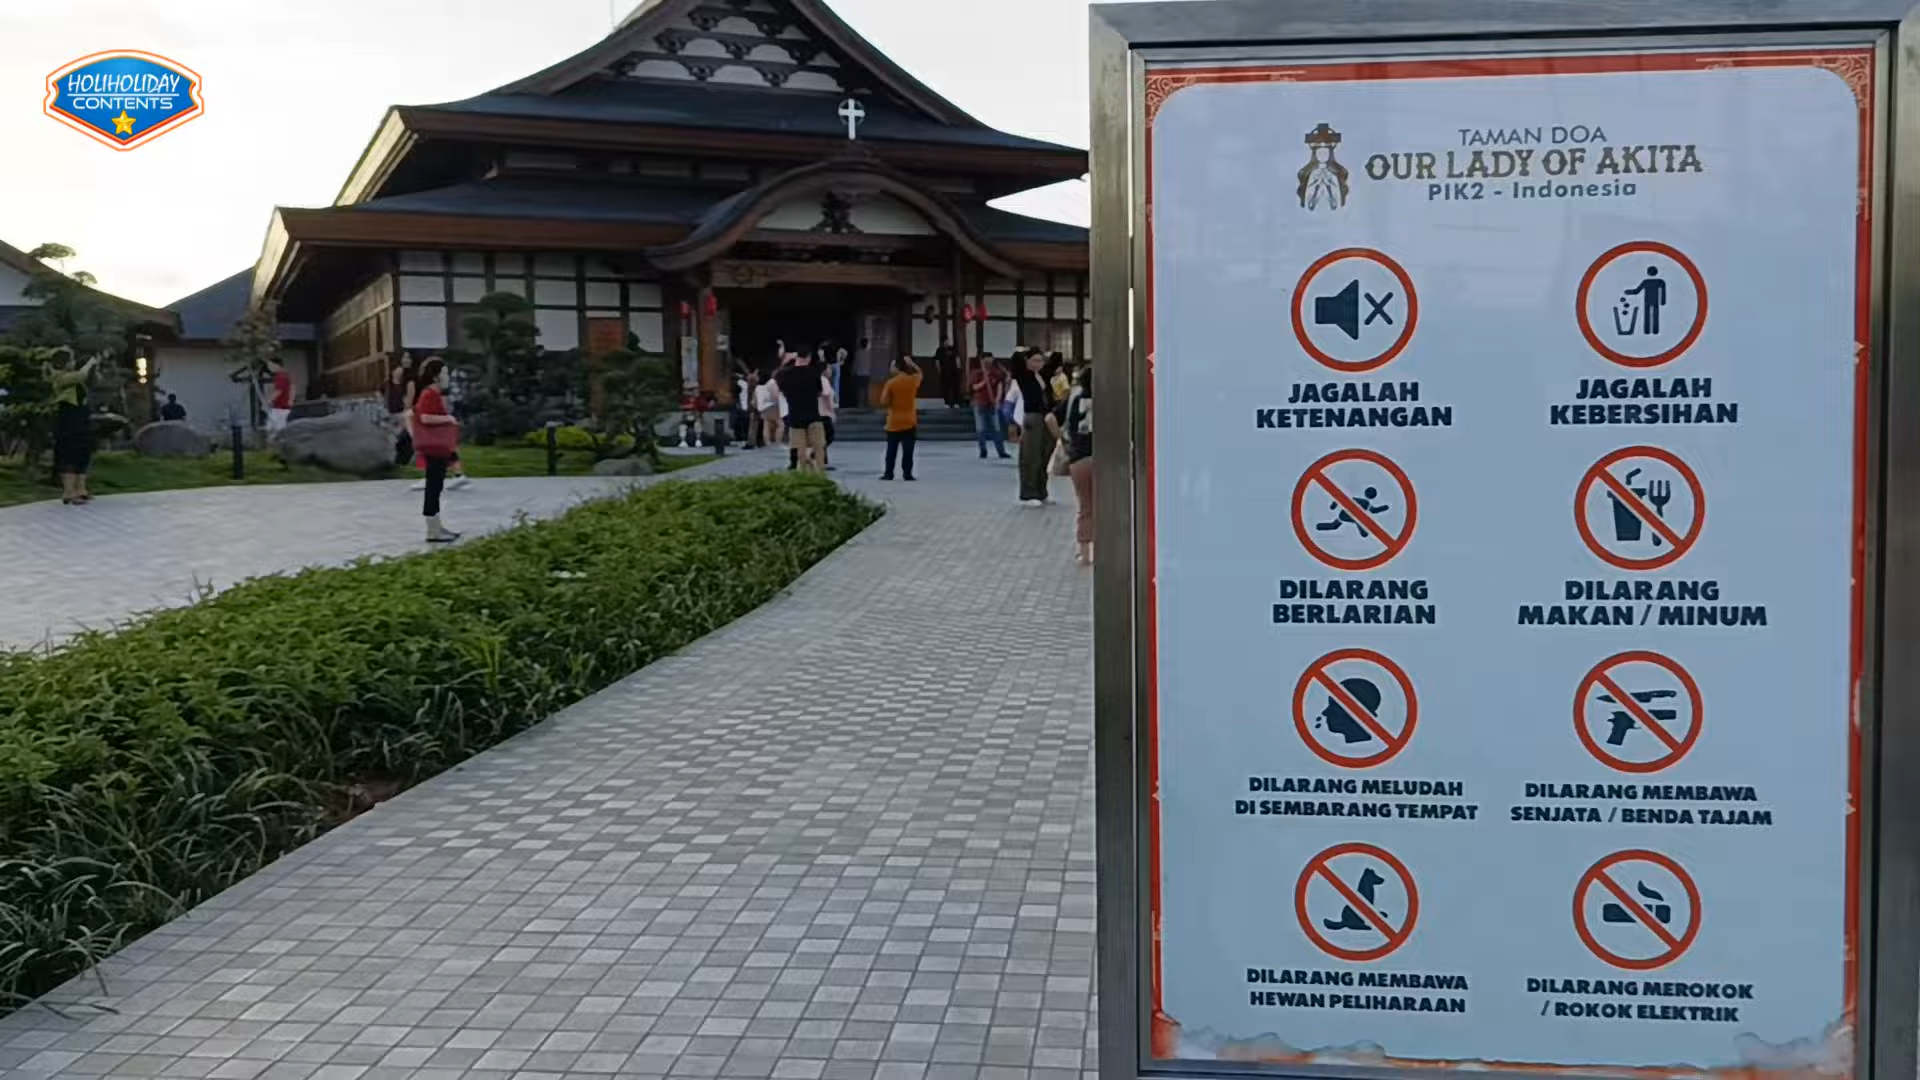 HOLIHOLIDAY
CONTENTS
TAMAN DOA
OUR LADY OF AKITA
PIK2 - Indonesia
JAGALAH
KETENANGAN
JAGALAH
KEBERSIHAN
DILARANG
BERLARIAN
DILARANG
MAKAN / MINUM
DILARANG MELUDAH
DI SEMBARANG TEMPAT
DILARANG MEMBAWA
SENJATA / BENDA TAJAM
DILARANG MEMBAWA
HEWAN PELIHARAAN
DILARANG MEROKOK
/ ROKOK ELEKTRIK